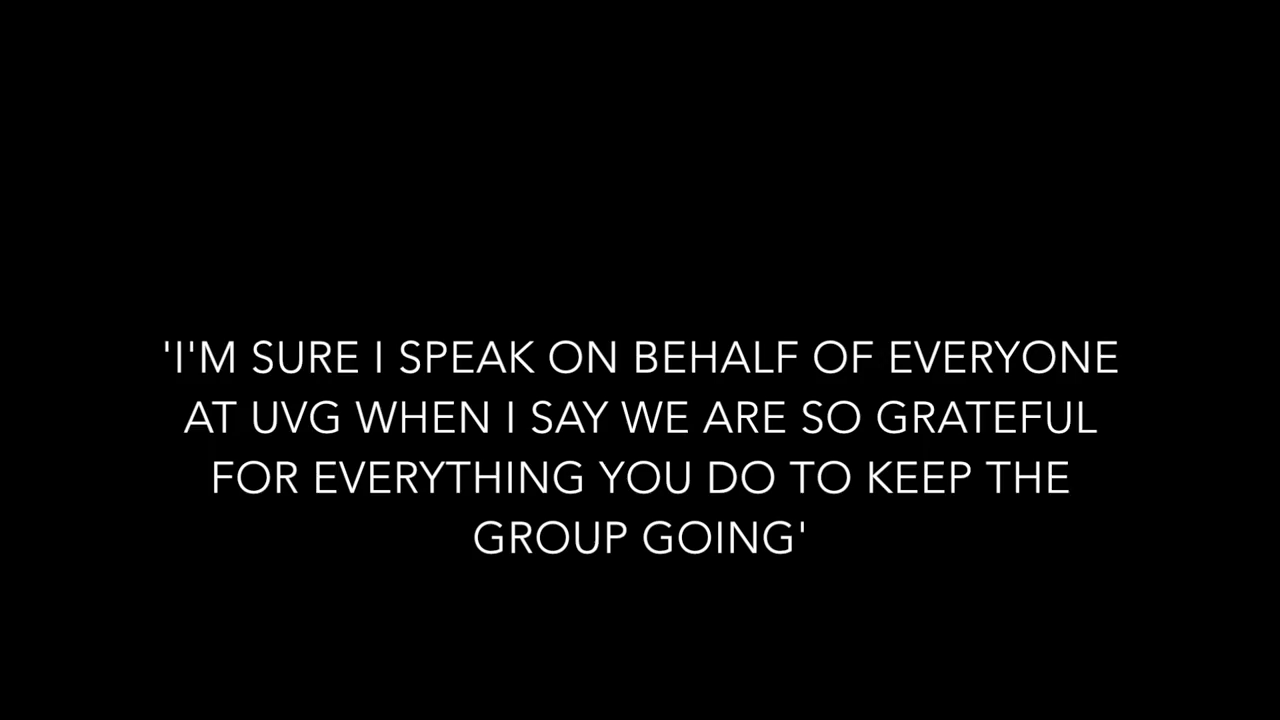 'I'M SURE I SPEAK ON BEHALF OF EVERYONE
AT UVG WHEN I SAY WE ARE SO GRATEFUL
FOR EVERYTHING YOU DO TO KEEP THE
GROUP GOING'